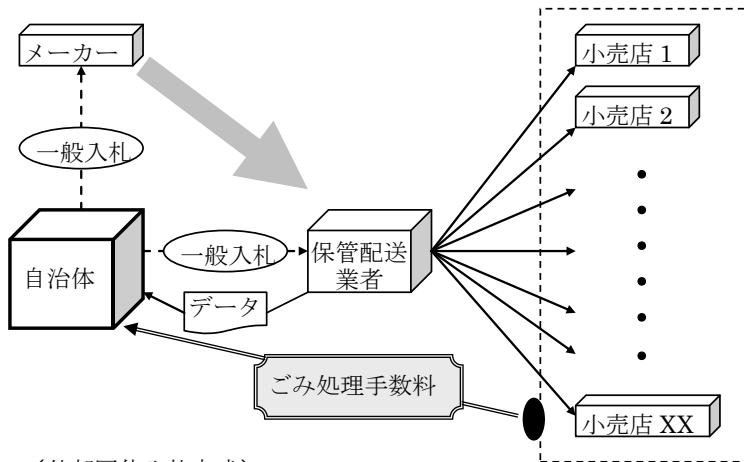 メーカー
小売店 1
小売店 2
一般入札
自治体
一般入札
保管配送
業者
データ
ごみ処理手数料
小売店 XX